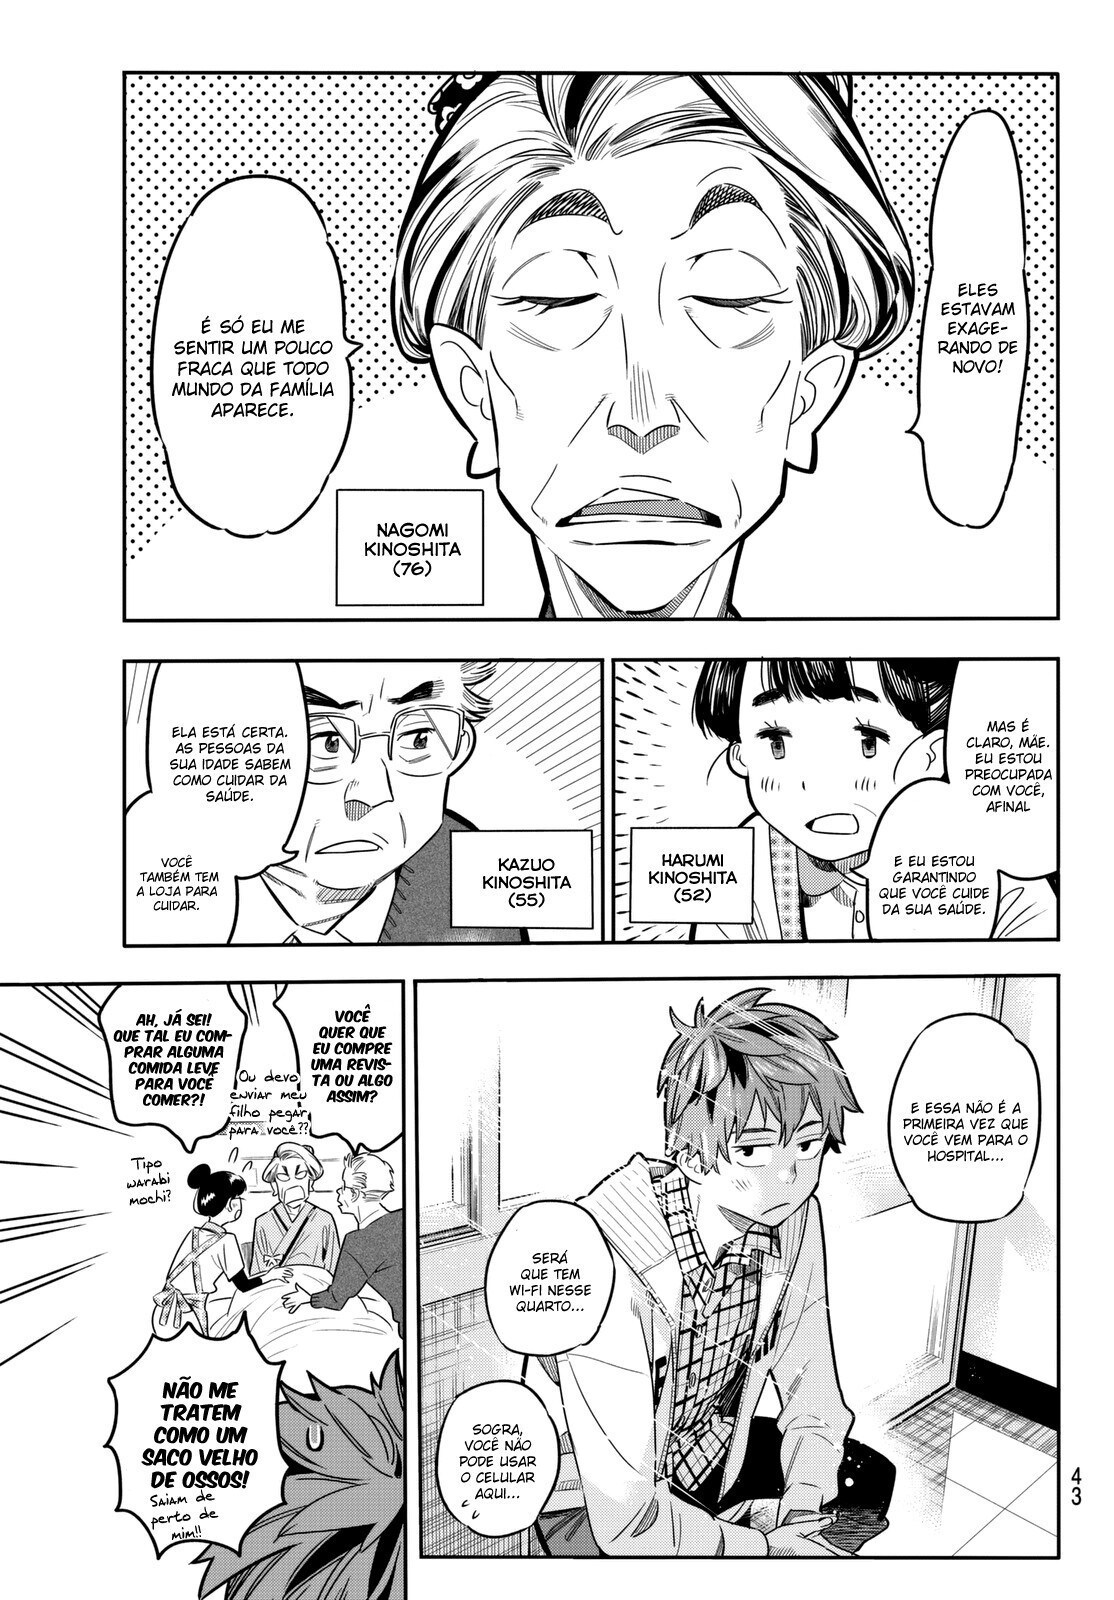 ELES
ESTAVAM
EXAGE-
RANDO DE
NOVO!
É SÓ EU ME
SENTIR UM POUCO
FRACA QUE TODO
MUNDO DA FAMÍLIA
APARECE.
NAGOMI
KINOSHITA
(76)
MAS É
CLARO, MÃE.
EU ESTOU
PREOCUPADA
COM VOCÊ,
AFINAL
E EU ESTOU
GARANTINDO
QUE VOCÊ CUIDE
DA SUA SAÚDE.
HARUMI
KINOSHITA
(52)
ELA ESTÁ CERTA.
AS PESSOAS DA
SUA IDADE SABEM
COMO CUIDAR DA
SAÚDE.
VOCÊ
TAMBÉM TEM
A LOJA PARA
CUIDAR.
KAZUO
KINOSHITA
(55)
E ESSA NÃO É A
PRIMEIRA VEZ QUE
VOCÊ VEM PARA O
HOSPITAL...
SERÁ
QUE TEM
WI-FI NESSE
QUARTO...
SOGRA,
VOCÊ NÃO
PODE USAR
O CELULAR
AQUI...
VOCÊ
QUER QUE
EU COMPRE
UMA REVIS-
TA OU ALGO
ASSIM?
Ou devo
enviar meu
filho pegar
para você??
AH, JÁ SEI!
QUE TAL EU COM-
PRAR ALGUMA
COMIDA LEVE
PARA VOCÊ
COMER?!
Tipo
warabi
mochi?
NÃO ME
TRATEM
COMO UM
SACO VELHO
DE OSSOS!
Saiam de
perto de
mim!!
43